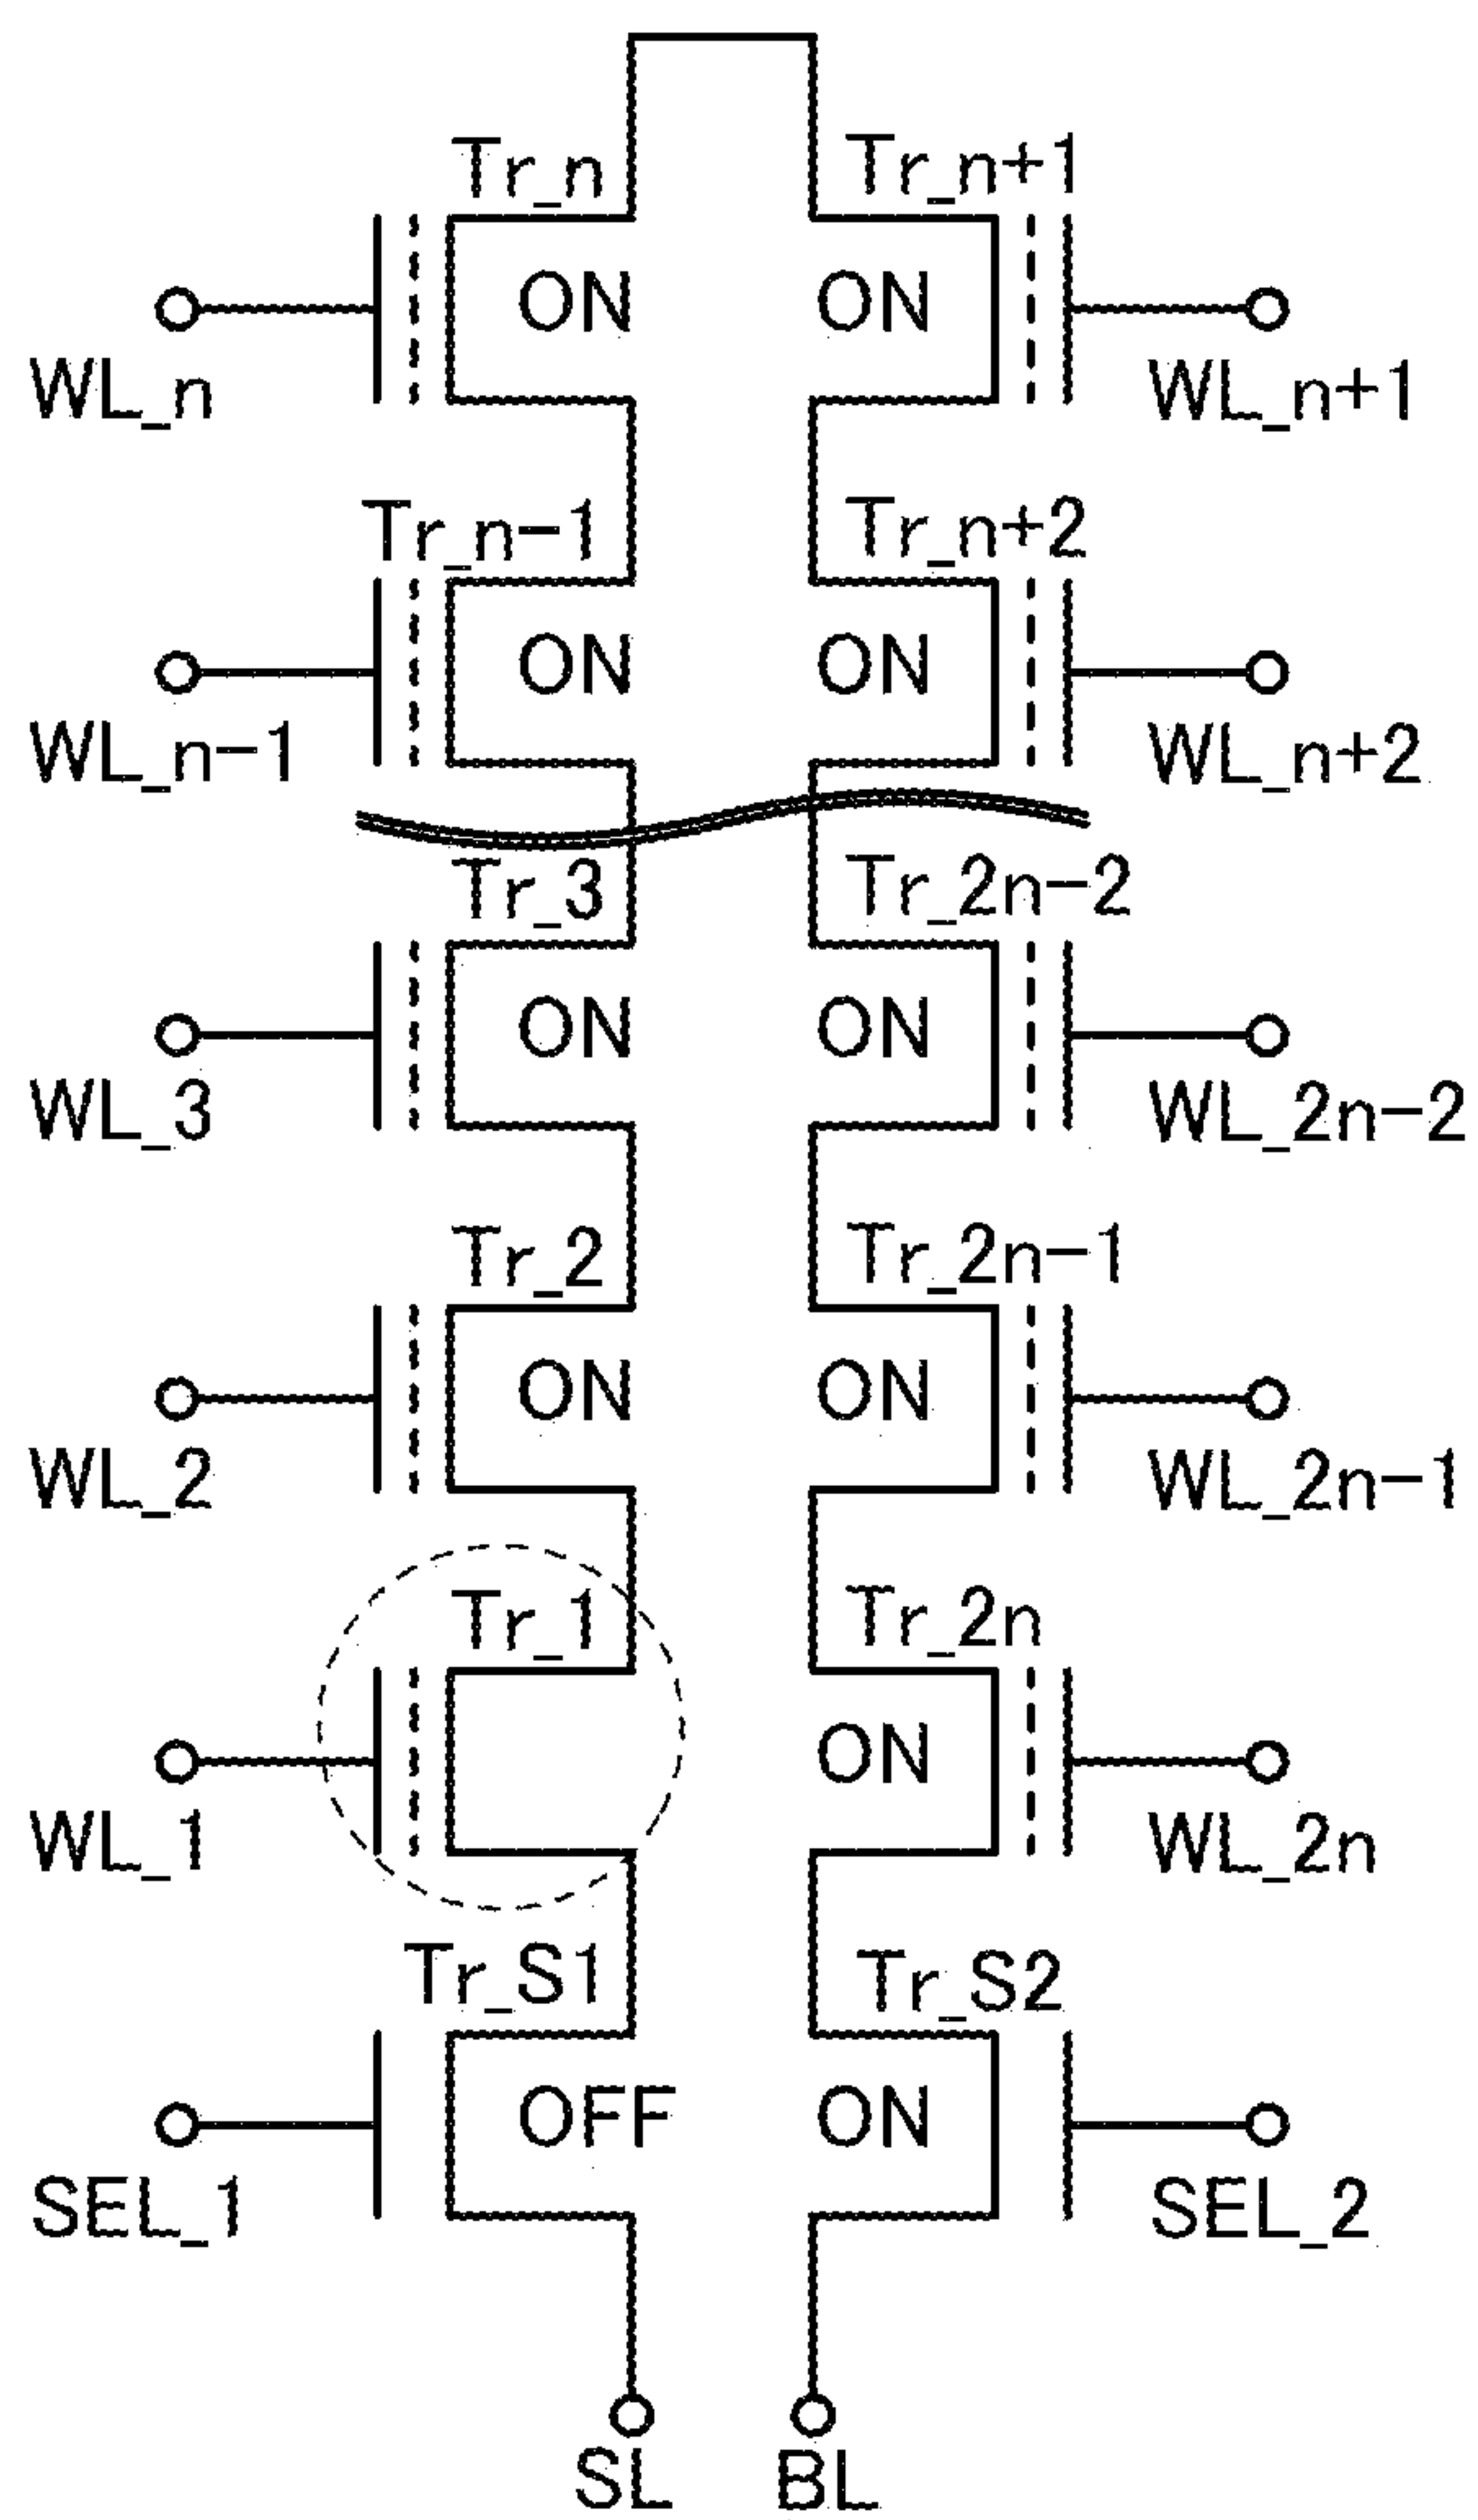 Tr_n Tr_n+1
ON ON
WL_n WL_n+1
Tr_n-1 Tr_n+2
ON ON
WL_n-1 WL_n+2
Tr_3 Tr_2n-2
ON ON
WL_3 WL_2n-2
Tr_2 Tr_2n-1
ON ON
WL_2 WL_2n-1
Tr_1 Tr_2n
ON
WL_1 WL_2n
Tr_S1 Tr_S2
OFF ON
SEL_1 SEL_2
SL BL